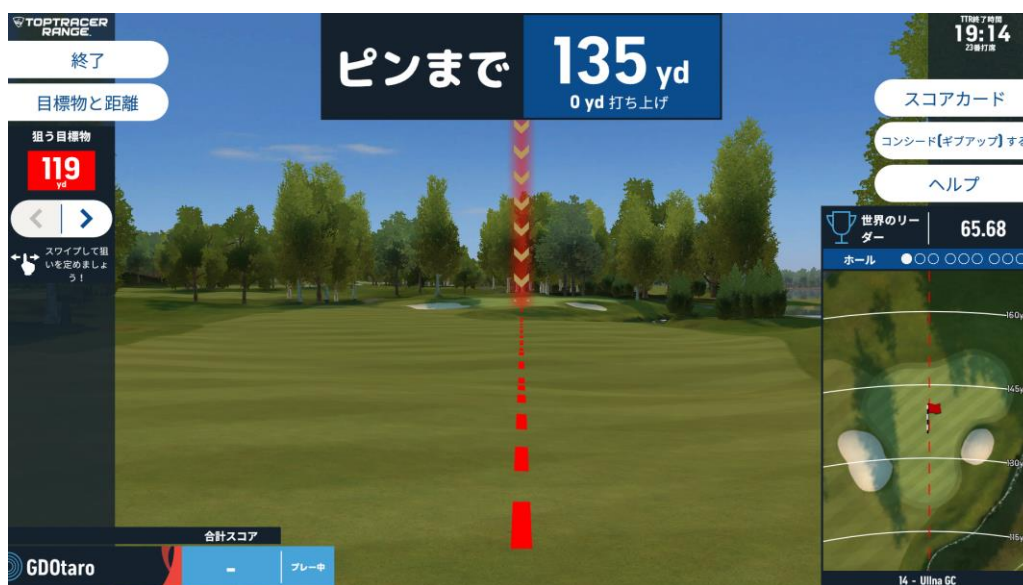 TOPTRACER
RANGE
終了
目標物と距離
狙う目標物
119
yd
スワイプして狙
いを定めましょ
う!
ピンまで
135 yd
0 yd 打ち上げ
TTR終了時間
19:14
23番打席
スコアカード
コンシード(ギブアップ)する
ヘルプ
世界のリー
ダー
65.68
ホール
160y
145y
130y
115y
14 - Ullna GC
合計スコア
GDOtaro
-
プレー中